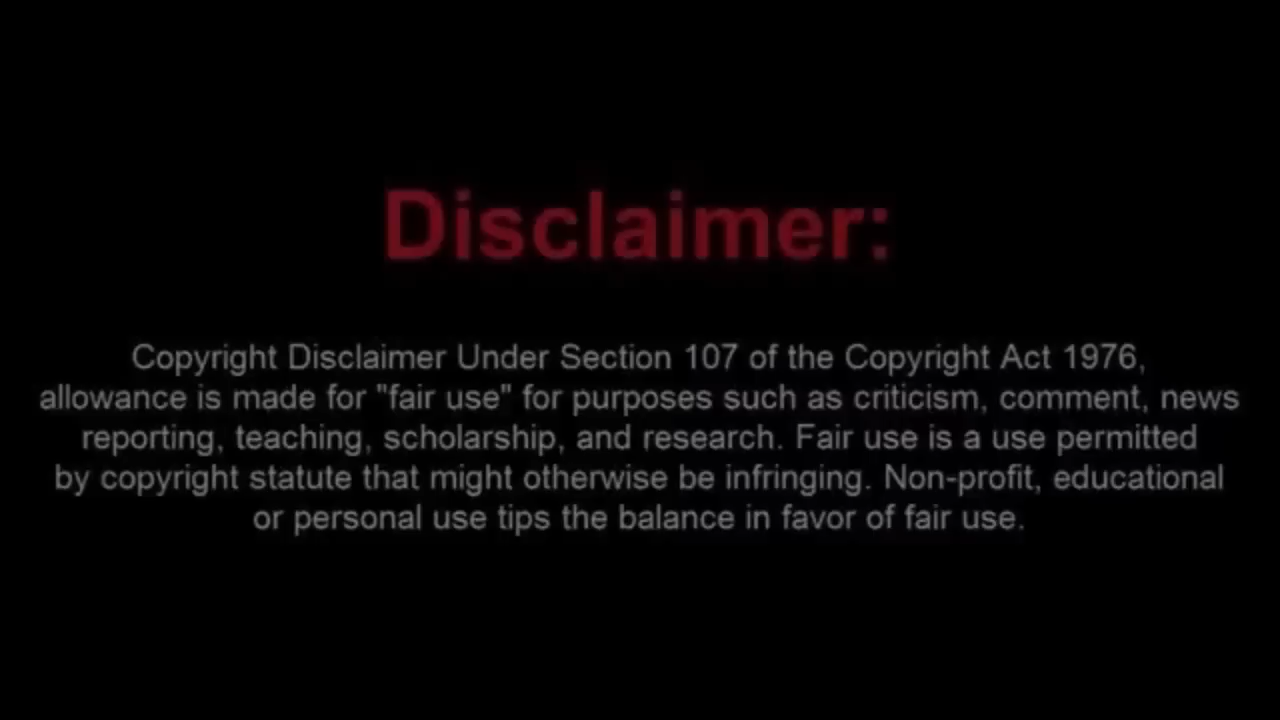 Disclaimer:
Copyright Disclaimer Under Section 107 of the Copyright Act 1976,
allowance is made for "fair use" for purposes such as criticism, comment, news
reporting, teaching, scholarship, and research. Fair use is a use permitted
by copyright statute that might otherwise be infringing. Non-profit, educational
or personal use tips the balance in favor of fair use.